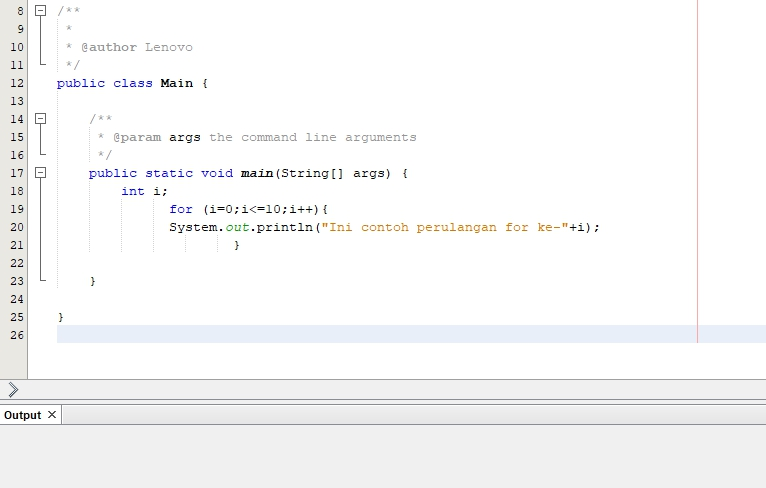 8 /**
9 *
10 * @author Lenovo
11 */
12 public class Main {
13
14 /**
15 * @param args the command line arguments
16 */
17 public static void main(String[] args) {
18 int i;
19 for (i=0;i<=10;i++){
20 System.out.println("Ini contoh perulangan for ke-"+i);
21 }
22
23 }
24
25 }
26
Output ×